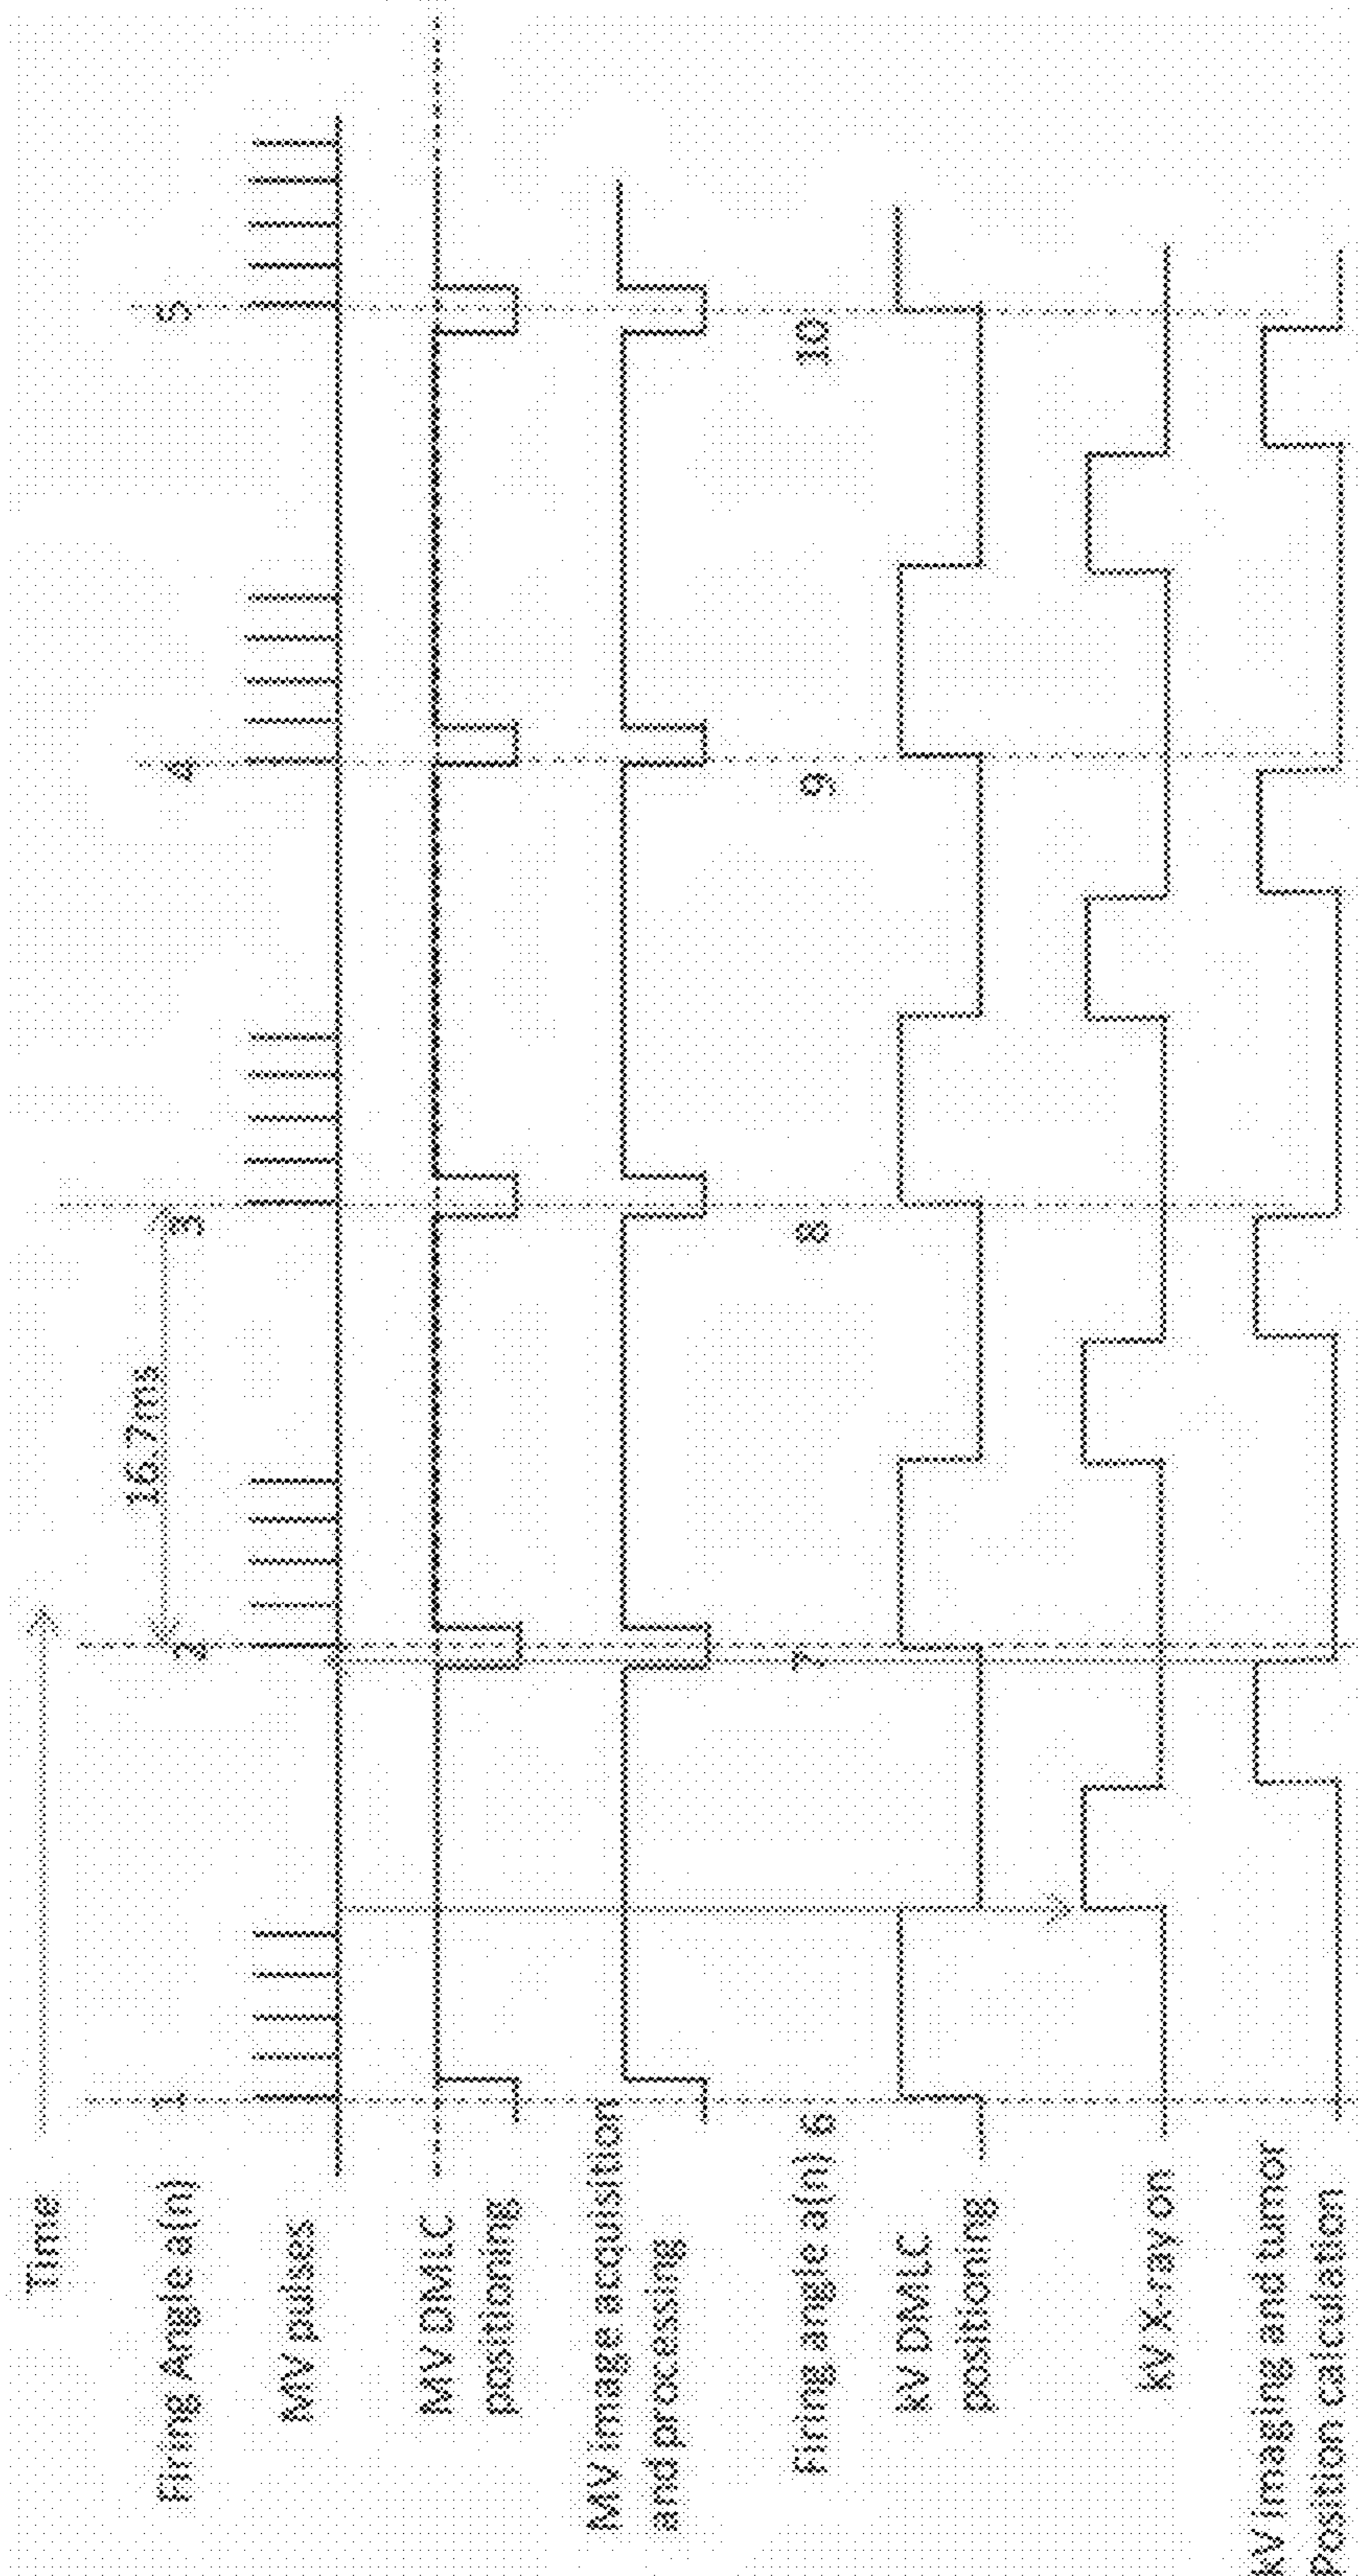 Time
16.7ms
Firing Angle a(n) 1 2 3 4 5
MV pulses
MV DMLC
positioning
MV image acquisition
and processing
Firing angle a(n) 6 7 8 9 10
kV DMLC
positioning
kV X-ray on
kV imaging and tumor
position calculation